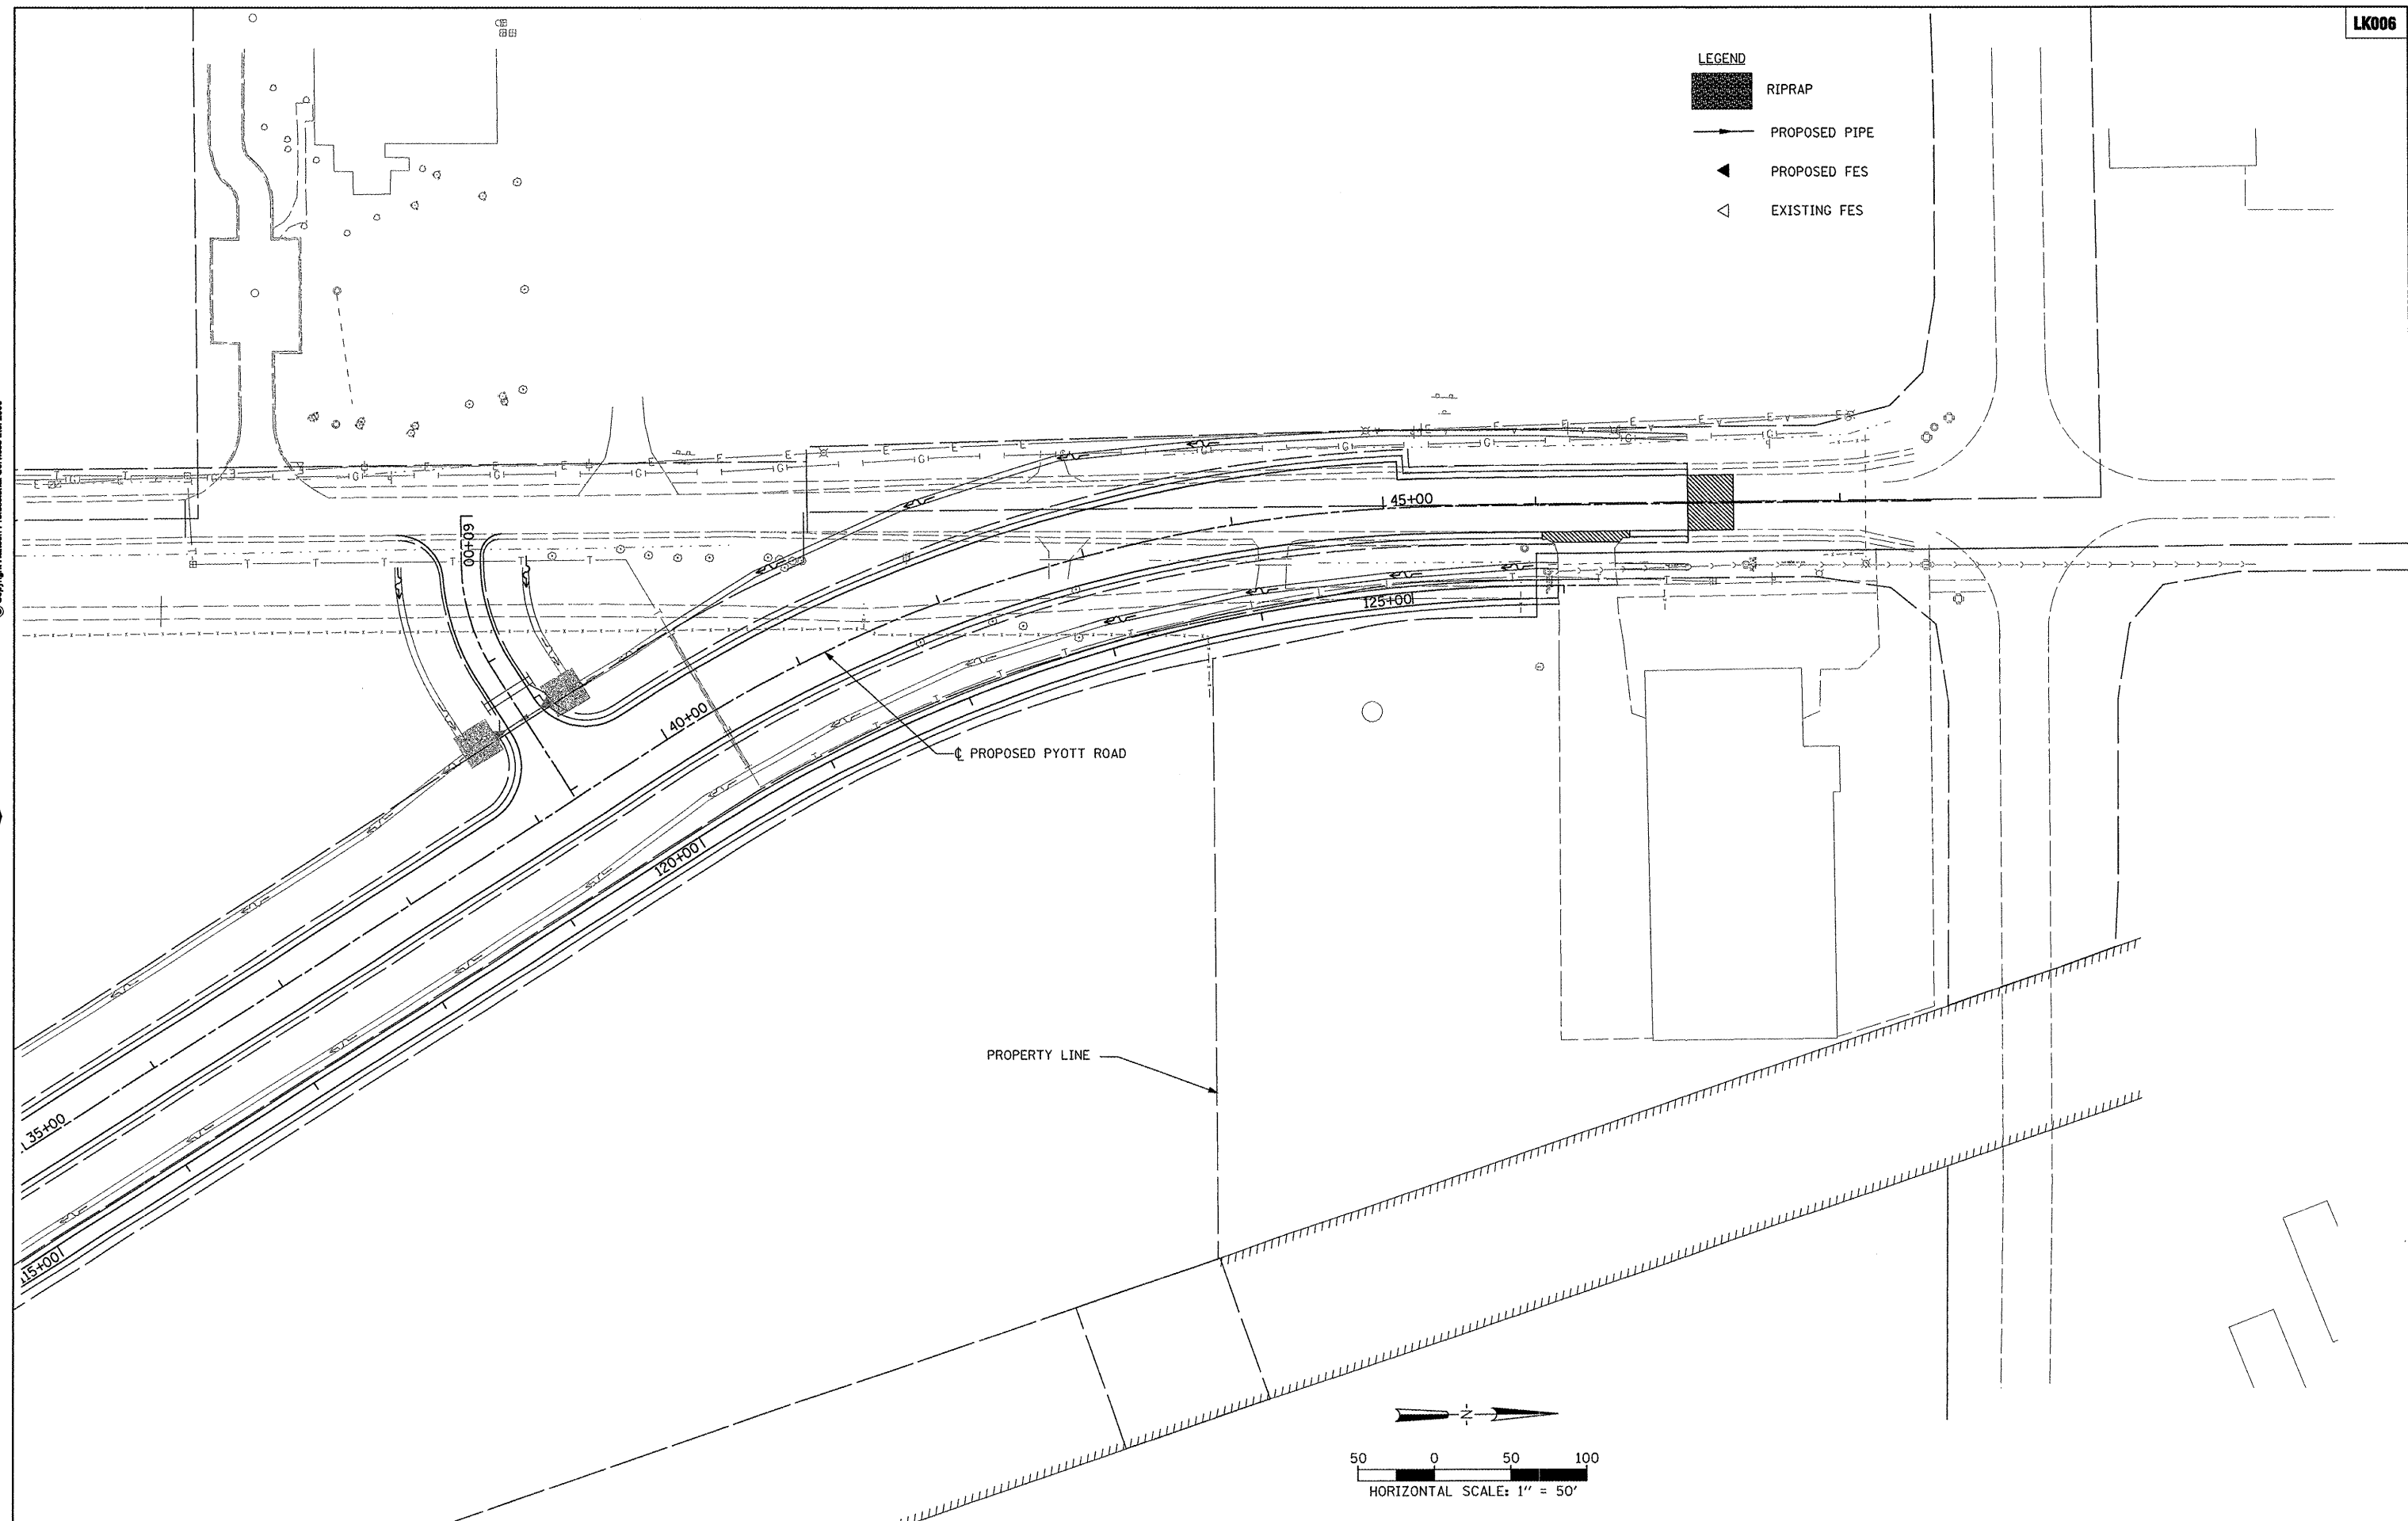 LK006
LEGEND
RIPRAP
PROPOSED PIPE
PROPOSED FES
EXISTING FES
45+00
60+00
125+00
40+00
℄ PROPOSED PYOTT ROAD
120+00
PROPERTY LINE
35+00
115+00
N
50 0 50 100
HORIZONTAL SCALE: 1" = 50'